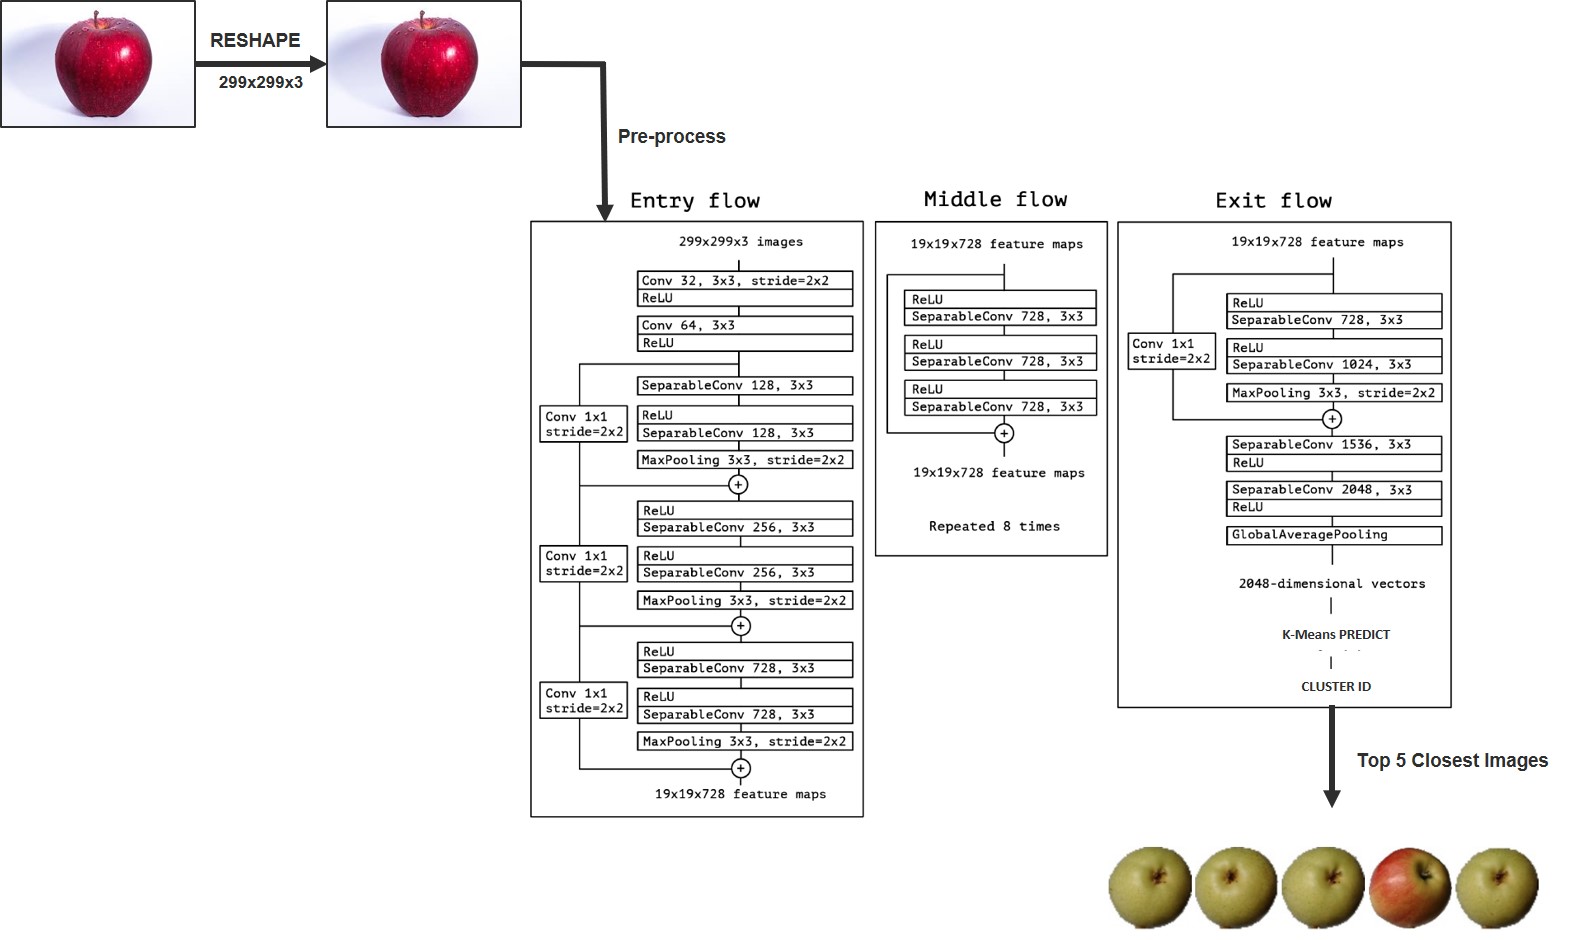 RESHAPE
299x299x3
Pre-process
Entry flow
299x299x3 images
Conv 32, 3x3, stride=2x2
ReLU
Conv 64, 3x3
ReLU
SeparableConv 128, 3x3
Conv 1x1
stride=2x2
ReLU
SeparableConv 128, 3x3
MaxPooling 3x3, stride=2x2
ReLU
SeparableConv 256, 3x3
Conv 1x1
stride=2x2
ReLU
SeparableConv 256, 3x3
MaxPooling 3x3, stride=2x2
ReLU
SeparableConv 728, 3x3
Conv 1x1
stride=2x2
ReLU
SeparableConv 728, 3x3
MaxPooling 3x3, stride=2x2
19x19x728 feature maps
Middle flow
19x19x728 feature maps
ReLU
SeparableConv 728, 3x3
ReLU
SeparableConv 728, 3x3
ReLU
SeparableConv 728, 3x3
19x19x728 feature maps
Repeated 8 times
Exit flow
19x19x728 feature maps
ReLU
SeparableConv 728, 3x3
Conv 1x1
stride=2x2
ReLU
SeparableConv 1024, 3x3
MaxPooling 3x3, stride=2x2
SeparableConv 1536, 3x3
ReLU
SeparableConv 2048, 3x3
ReLU
GlobalAveragePooling
2048-dimensional vectors
K-Means PREDICT
CLUSTER ID
Top 5 Closest Images